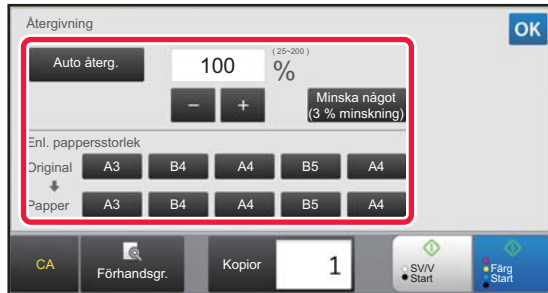 Återgivning
OK
Auto återg.
100
(25~200)
%
−
+
Minska något
(3 % minskning)
Enl. pappersstorlek
Original
A3
B4
A4
B5
A4
Papper
A3
B4
A4
B5
A4
CA
Förhandsgr.
Kopior
1
SV/V
Start
Färg
Start